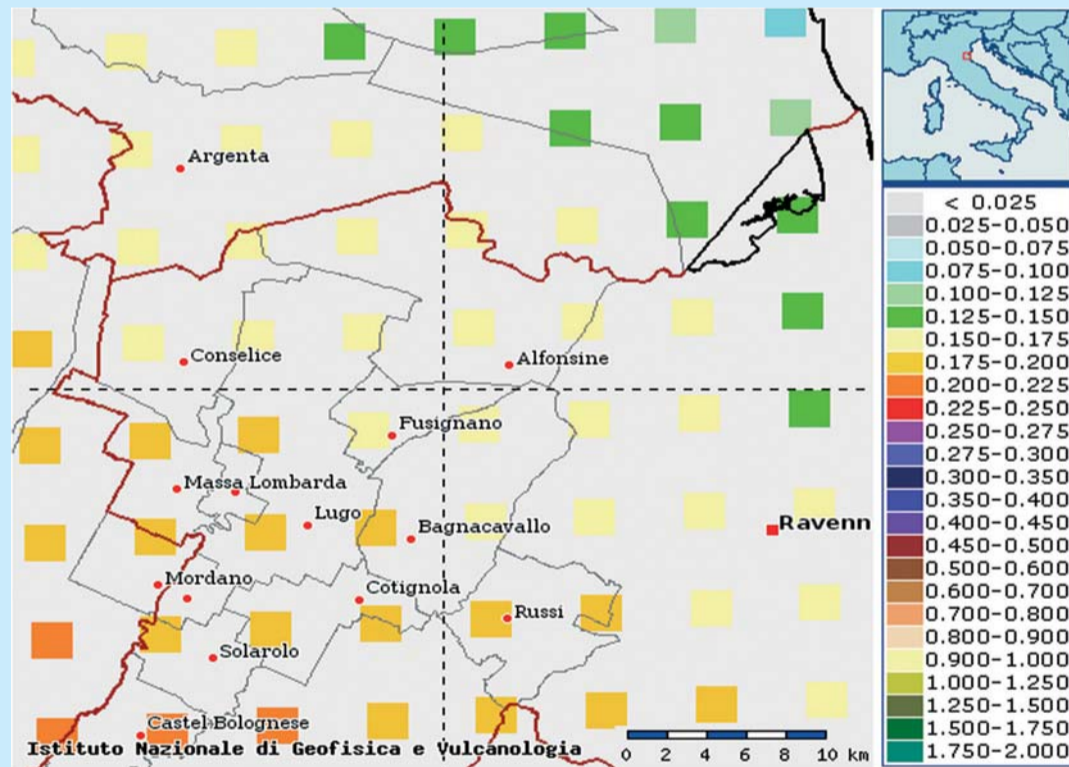 Argenta
Conselice
Alfonsine
Fusignano
Massa Lombarda
Lugo
Bagnacavallo
Ravenn
Mordano
Cotignola
Russi
Solarolo
Castel Bolognese
Istituto Nazionale di Geofisica e Vulcanologia
0 2 4 6 8 10 km
< 0.025
0.025-0.050
0.050-0.075
0.075-0.100
0.100-0.125
0.125-0.150
0.150-0.175
0.175-0.200
0.200-0.225
0.225-0.250
0.250-0.275
0.275-0.300
0.300-0.350
0.350-0.400
0.400-0.450
0.450-0.500
0.500-0.600
0.600-0.700
0.700-0.800
0.800-0.900
0.900-1.000
1.000-1.250
1.250-1.500
1.500-1.750
1.750-2.000